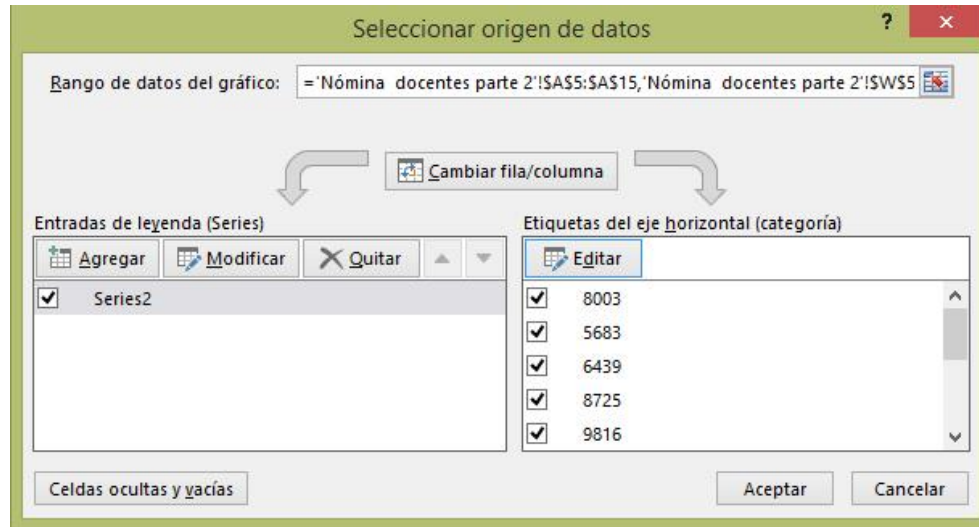 Seleccionar origen de datos
?
×
Rango de datos del gráfico:
='Nómina docentes parte 2'!$A$5:$A$15,'Nómina docentes parte 2'!$W$5
Cambiar fila/columna
Entradas de leyenda (Series)
Agregar
Modificar
Quitar
Series2
Etiquetas del eje horizontal (categoría)
Editar
8003
5683
6439
8725
9816
Celdas ocultas y vacías
Aceptar
Cancelar